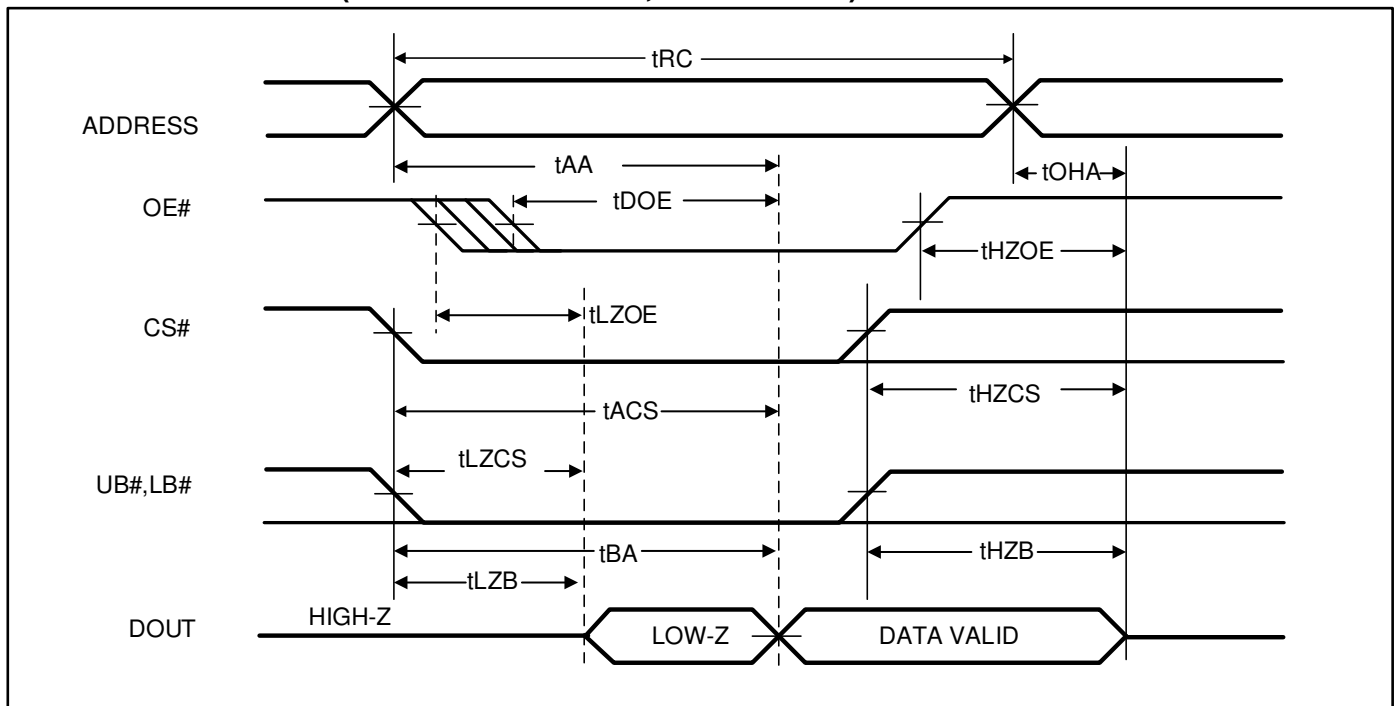 tRC
ADDRESS
tAA
tOHA
OE#
tDOE
tHZOE
tLZOE
CS#
tHZCS
tACS
tLZCS
UB#,LB#
tBA
tHZB
tLZB
HIGH-Z
DOUT
LOW-Z
DATA VALID